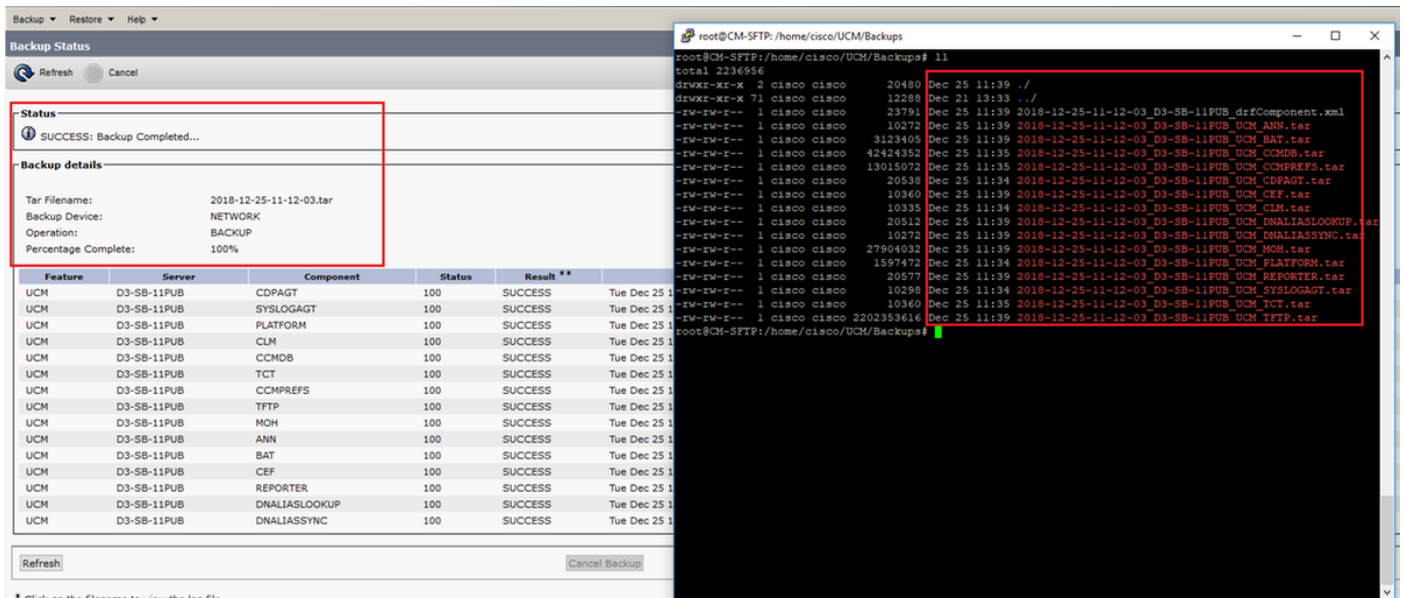 Backup Restore Help
Backup Status
Refresh Cancel
Status
SUCCESS: Backup Completed...
Backup details
Tar Filename: 2018-12-25-11-12-03.tar
Backup Device: NETWORK
Operation: BACKUP
Percentage Complete: 100%
Feature Server Component Status Result **
UCM D3-SB-11PUB CDPAGT 100 SUCCESS Tue Dec 25 1
UCM D3-SB-11PUB SYSLOGAGT 100 SUCCESS Tue Dec 25 1
UCM D3-SB-11PUB PLATFORM 100 SUCCESS Tue Dec 25 1
UCM D3-SB-11PUB CLM 100 SUCCESS Tue Dec 25 1
UCM D3-SB-11PUB CCMDB 100 SUCCESS Tue Dec 25 1
UCM D3-SB-11PUB TCT 100 SUCCESS Tue Dec 25 1
UCM D3-SB-11PUB CCMPREFS 100 SUCCESS Tue Dec 25 1
UCM D3-SB-11PUB TFTP 100 SUCCESS Tue Dec 25 1
UCM D3-SB-11PUB MOH 100 SUCCESS Tue Dec 25 1
UCM D3-SB-11PUB ANN 100 SUCCESS Tue Dec 25 1
UCM D3-SB-11PUB BAT 100 SUCCESS Tue Dec 25 1
UCM D3-SB-11PUB CEF 100 SUCCESS Tue Dec 25 1
UCM D3-SB-11PUB REPORTER 100 SUCCESS Tue Dec 25 1
UCM D3-SB-11PUB DNALIASLOOKUP 100 SUCCESS Tue Dec 25 1
UCM D3-SB-11PUB DNALIASSYNC 100 SUCCESS Tue Dec 25 1
Refresh Cancel Backup
* Click on the filename to view the log file
root@CM-SFTP: /home/cisco/UCM/Backups
root@CM-SFTP:/home/cisco/UCM/Backups# ll
total 2236956
drwxr-xr-x 2 cisco cisco 20480 Dec 25 11:39 ./
drwxr-xr-x 71 cisco cisco 12288 Dec 21 13:33 ../
-rw-rw-r-- 1 cisco cisco 23791 Dec 25 11:39 2018-12-25-11-12-03_D3-SB-11PUB_drfComponent.xml
-rw-rw-r-- 1 cisco cisco 10272 Dec 25 11:39 2018-12-25-11-12-03_D3-SB-11PUB_UCM_ANN.tar
-rw-rw-r-- 1 cisco cisco 3123405 Dec 25 11:39 2018-12-25-11-12-03_D3-SB-11PUB_UCM_BAT.tar
-rw-rw-r-- 1 cisco cisco 42424352 Dec 25 11:35 2018-12-25-11-12-03_D3-SB-11PUB_UCM_CCMDB.tar
-rw-rw-r-- 1 cisco cisco 13015072 Dec 25 11:35 2018-12-25-11-12-03_D3-SB-11PUB_UCM_CCMPREFS.tar
-rw-rw-r-- 1 cisco cisco 20538 Dec 25 11:34 2018-12-25-11-12-03_D3-SB-11PUB_UCM_CDPAGT.tar
-rw-rw-r-- 1 cisco cisco 10360 Dec 25 11:39 2018-12-25-11-12-03_D3-SB-11PUB_UCM_CEF.tar
-rw-rw-r-- 1 cisco cisco 10335 Dec 25 11:34 2018-12-25-11-12-03_D3-SB-11PUB_UCM_CLM.tar
-rw-rw-r-- 1 cisco cisco 20512 Dec 25 11:39 2018-12-25-11-12-03_D3-SB-11PUB_UCM_DNALIASLOOKUP.tar
-rw-rw-r-- 1 cisco cisco 10272 Dec 25 11:39 2018-12-25-11-12-03_D3-SB-11PUB_UCM_DNALIASSYNC.tar
-rw-rw-r-- 1 cisco cisco 27904032 Dec 25 11:39 2018-12-25-11-12-03_D3-SB-11PUB_UCM_MOH.tar
-rw-rw-r-- 1 cisco cisco 1597472 Dec 25 11:34 2018-12-25-11-12-03_D3-SB-11PUB_UCM_PLATFORM.tar
-rw-rw-r-- 1 cisco cisco 20577 Dec 25 11:39 2018-12-25-11-12-03_D3-SB-11PUB_UCM_REPORTER.tar
-rw-rw-r-- 1 cisco cisco 10298 Dec 25 11:34 2018-12-25-11-12-03_D3-SB-11PUB_UCM_SYSLOGAGT.tar
-rw-rw-r-- 1 cisco cisco 10360 Dec 25 11:35 2018-12-25-11-12-03_D3-SB-11PUB_UCM_TCT.tar
-rw-rw-r-- 1 cisco cisco 2202353616 Dec 25 11:39 2018-12-25-11-12-03_D3-SB-11PUB_UCM_TFTP.tar
root@CM-SFTP:/home/cisco/UCM/Backups#